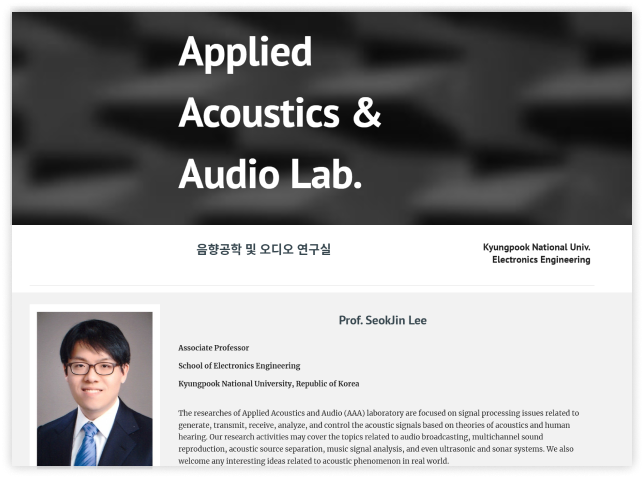 Applied
Acoustics &
Audio Lab.
음향공학 및 오디오 연구실
Kyungpook National Univ.
Electronics Engineering
Prof. SeokJin Lee
Associate Professor
School of Electronics Engineering
Kyungpook National University, Republic of Korea
The researches of Applied Acoustics and Audio (AAA) laboratory are focused on signal processing issues related to
generate, transmit, receive, analyze, and control the acoustic signals based on theories of acoustics and human
hearing. Our research activities may cover the topics related to audio broadcasting, multichannel sound
reproduction, acoustic source separation, music signal analysis, and even ultrasonic and sonar systems. We also
welcome any interesting ideas related to acoustic phenomenon in real world.